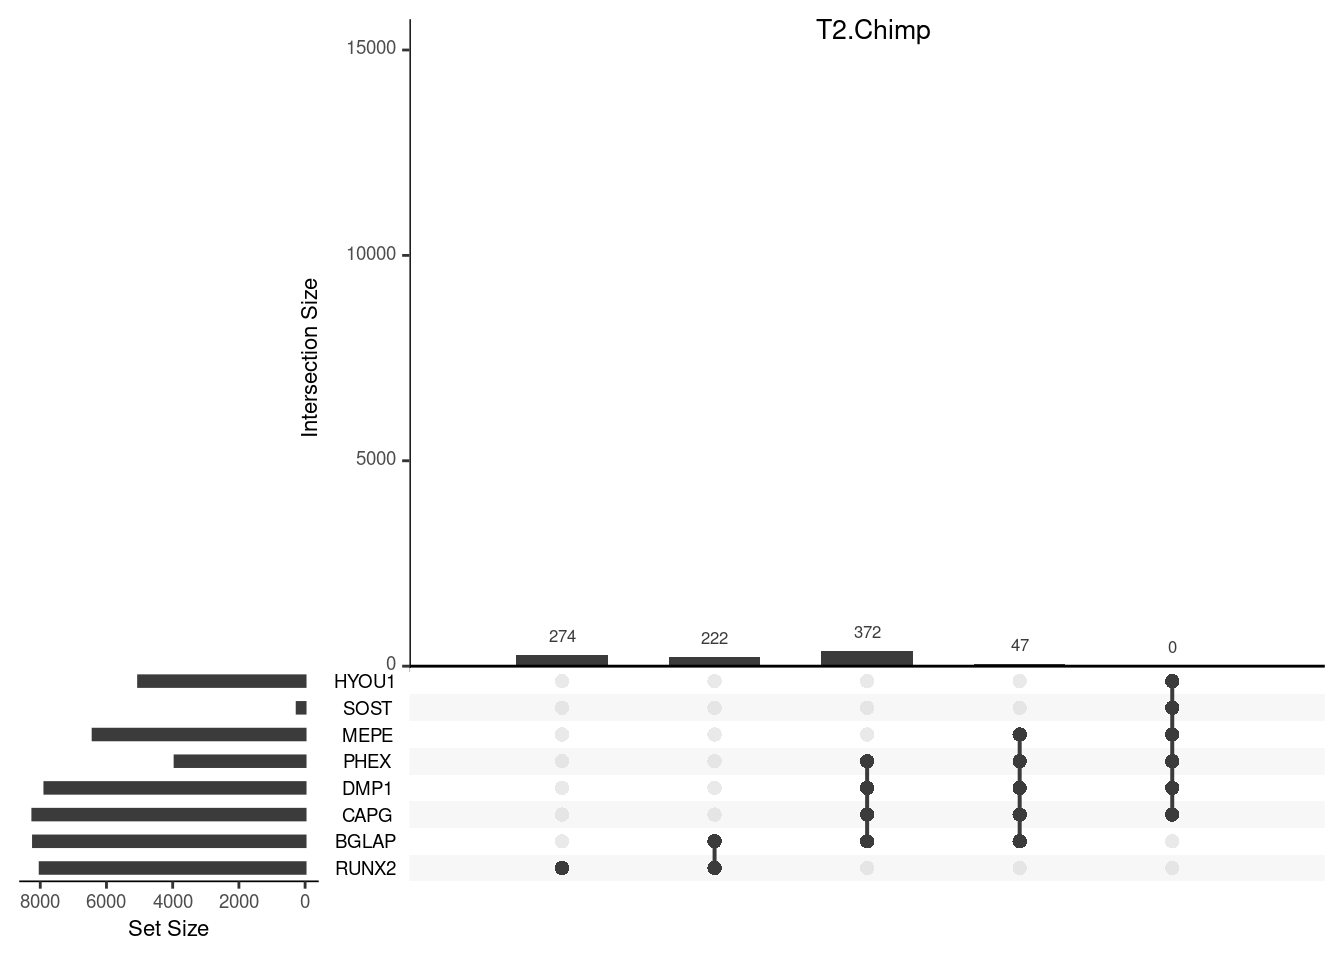 T2.Chimp
15000
10000
5000
0
Intersection Size
274
222
372
47
0
HYOU1
SOST
MEPE
PHEX
DMP1
CAPG
BGLAP
RUNX2
8000 6000 4000 2000 0
Set Size